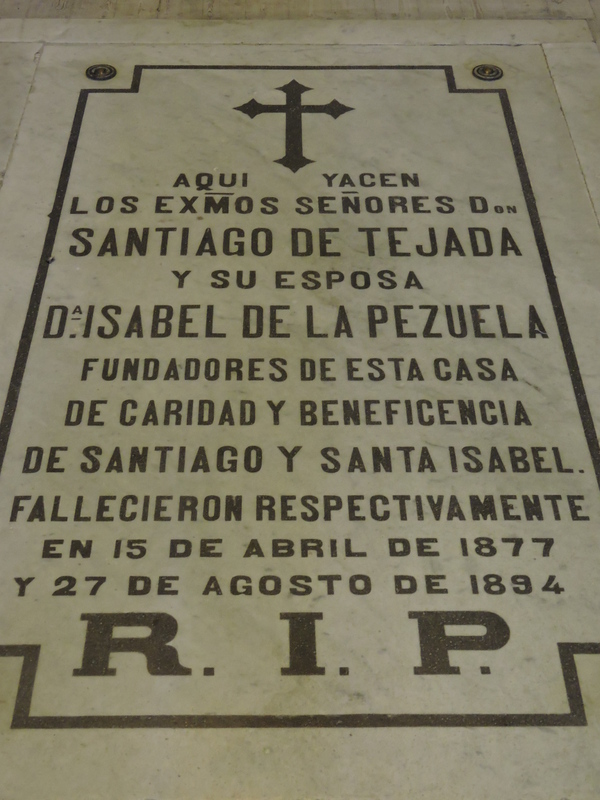 AQUI YACEN
LOS EXMOS SEÑORES DON
SANTIAGO DE TEJADA
Y SU ESPOSA
D.ª ISABEL DE LA PEZUELA
FUNDADORES DE ESTA CASA
DE CARIDAD Y BENEFICENCIA
DE SANTIAGO Y SANTA ISABEL.
FALLECIERON RESPECTIVAMENTE
EN 15 DE ABRIL DE 1877
Y 27 DE AGOSTO DE 1894
R. I. P.